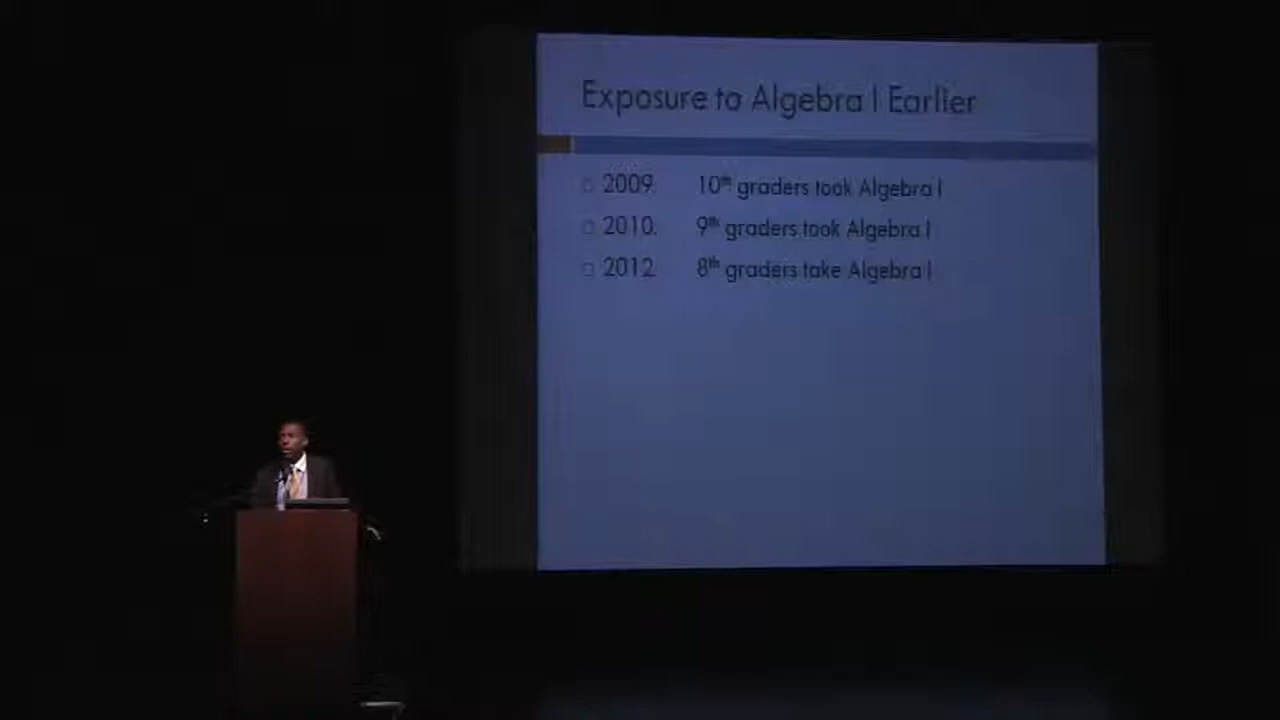 Exposure to Algebra I Earlier
2009: 10th graders took Algebra I
2010: 9th graders took Algebra I
2012 8th graders take Algebra I